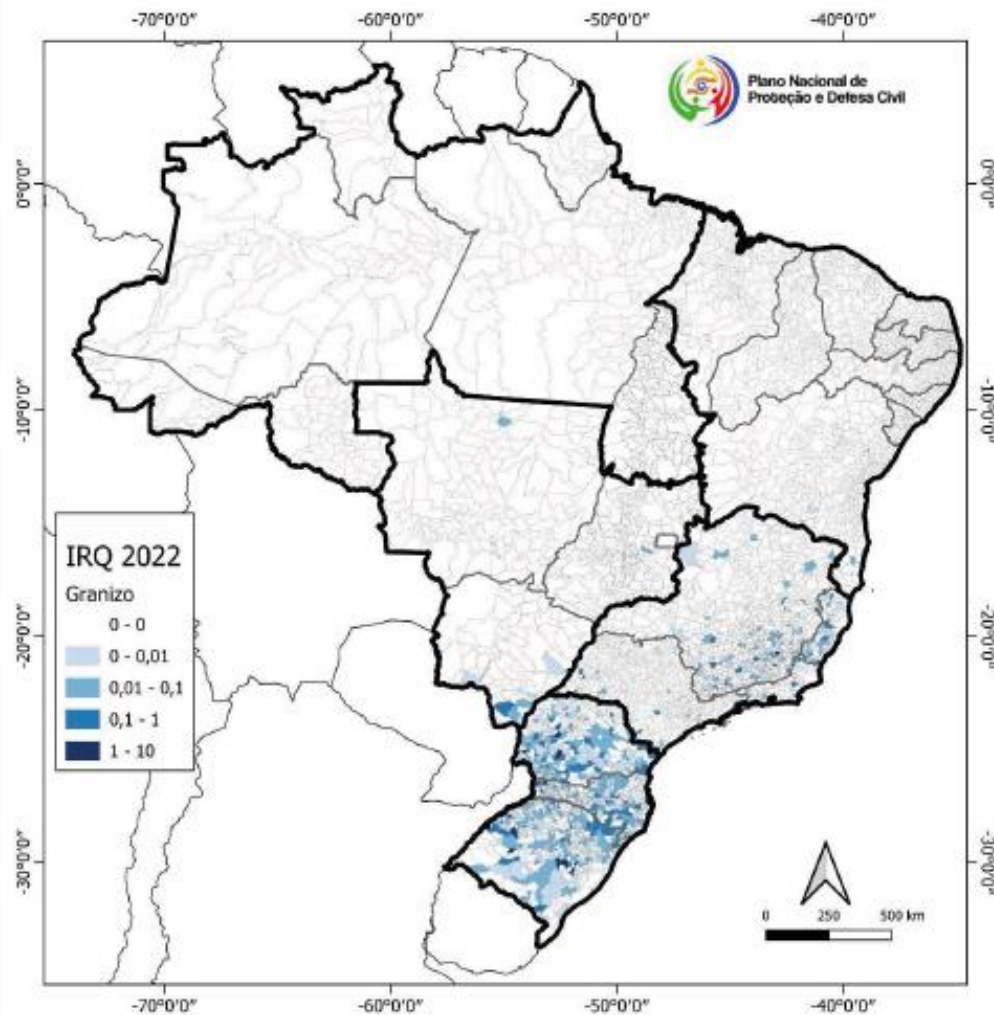 -70°0'0" -60°0'0" -50°0'0" -40°0'0"
Plano Nacional de
Proteção e Defesa Civil
0°0'0" 0°0'0"
-10°0'0" -10°0'0"
IRQ 2022
Granizo
0 - 0
0 - 0,01
0,01 - 0,1
0,1 - 1
1 - 10
-20°0'0" -20°0'0"
-30°0'0" -30°0'0"
0 250 500 km
-70°0'0" -60°0'0" -50°0'0" -40°0'0"